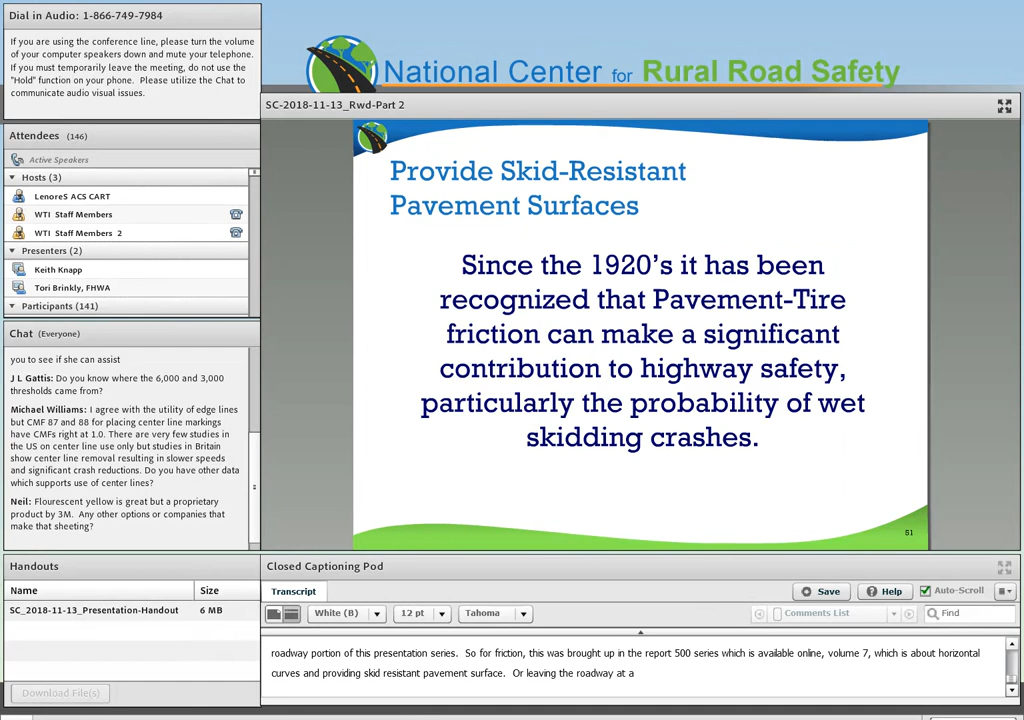 Dial in Audio: 1-866-749-7984
If you are using the conference line, please turn the volume
of your computer speakers down and mute your telephone.
If you must temporarily leave the meeting, do not use the
"Hold" function on your phone.  Please utilize the Chat to
communicate audio visual issues.
National Center for Rural Road Safety
SC-2018-11-13_Rwd-Part 2
Attendees (146)
Active Speakers
Hosts (3)
LenoreS ACS CART
WTI Staff Members
WTI Staff Members 2
Presenters (2)
Keith Knapp
Tori Brinkly, FHWA
Participants (141)
Provide Skid-Resistant
Pavement Surfaces
Since the 1920's it has been
recognized that Pavement-Tire
friction can make a significant
contribution to highway safety,
particularly the probability of wet
skidding crashes.
81
Chat (Everyone)
you to see if she can assist
J L Gattis: Do you know where the 6,000 and 3,000
thresholds came from?
Michael Williams: I agree with the utility of edge lines
but CMF 87 and 88 for placing center line markings
have CMFs right at 1.0. There are very few studies in
the US on center line use only but studies in Britain
show center line removal resulting in slower speeds
and significant crash reductions. Do you have other data
which supports use of center lines?
Neil: Flourescent yellow is great but a proprietary
product by 3M.  Any other options or companies that
make that sheeting?
Handouts
Name Size
SC_2018-11-13_Presentation-Handout 6 MB
Download File(s)
Closed Captioning Pod
Transcript
Save Help Auto-Scroll
White (B) 12 pt Tahoma Comments List Find
roadway portion of this presentation series.  So for friction, this was brought up in the report 500 series which is available online, volume 7, which is about horizontal
curves and providing skid resistant pavement surface.  Or leaving the roadway at a